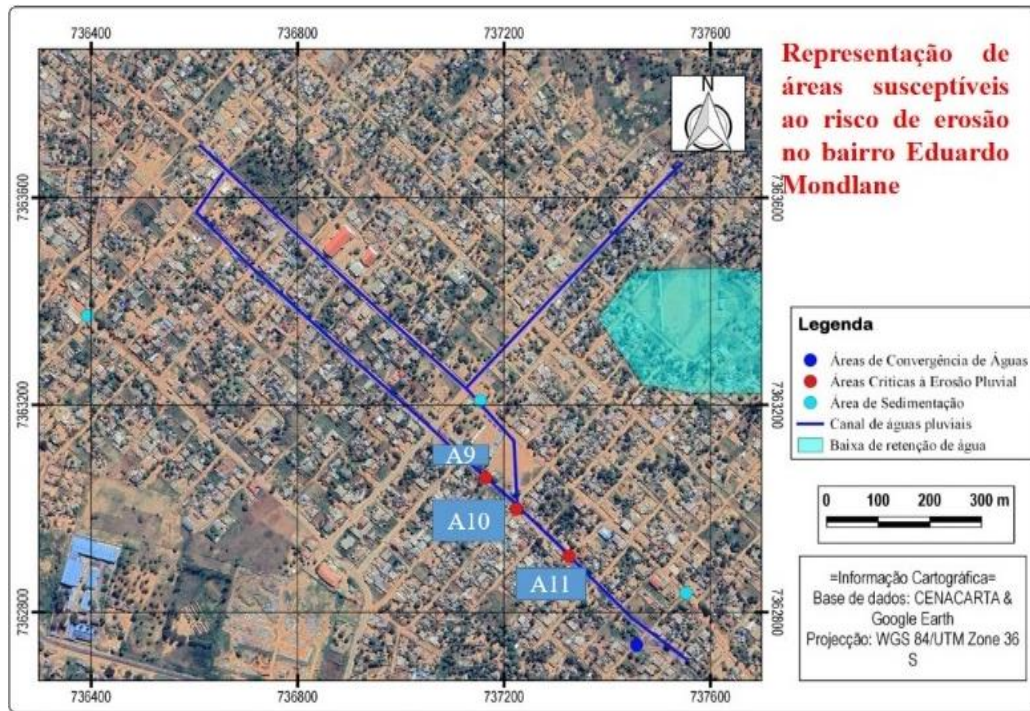 736400 736800 737200 737600
Representação de
áreas susceptíveis
ao risco de erosão
no bairro Eduardo
Mondlane
N
7363600 7363600
Legenda
Áreas de Convergência de Águas
Áreas Criticas à Erosão Pluvial
Área de Sedimentação
Canal de águas pluviais
Baixa de retenção de água
7363200 7363200
A9
A10
A11
0 100 200 300 m
=Informação Cartográfica=
Base de dados: CENACARTA &
Google Earth
Projecção: WGS 84/UTM Zone 36
S
7362800 7362800
736400 736800 737200 737600